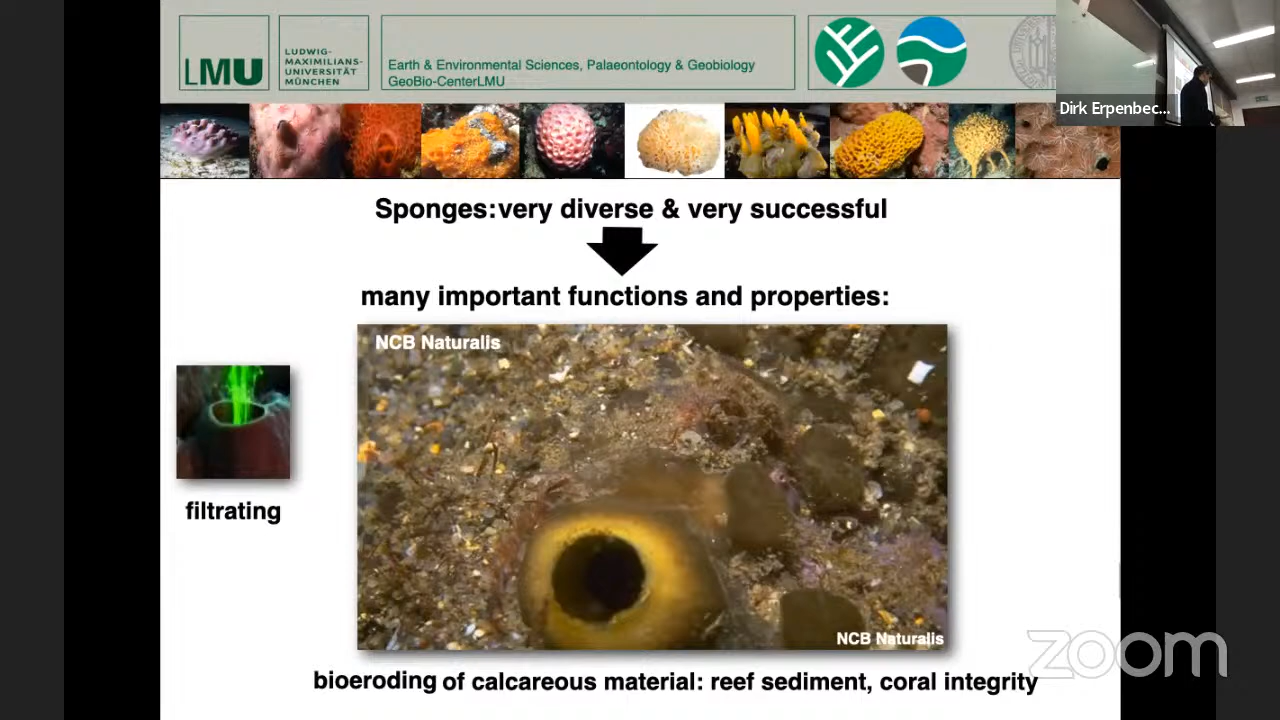 LMU
LUDWIG-
MAXIMILIANS-
UNIVERSITÄT
MÜNCHEN
Earth & Environmental Sciences, Palaeontology & Geobiology
GeoBio-CenterLMU
Dirk Erpenbec...
Sponges:very diverse & very successful
many important functions and properties:
NCB Naturalis
filtrating
NCB Naturalis
bioeroding of calcareous material: reef sediment, coral integrity
zoom